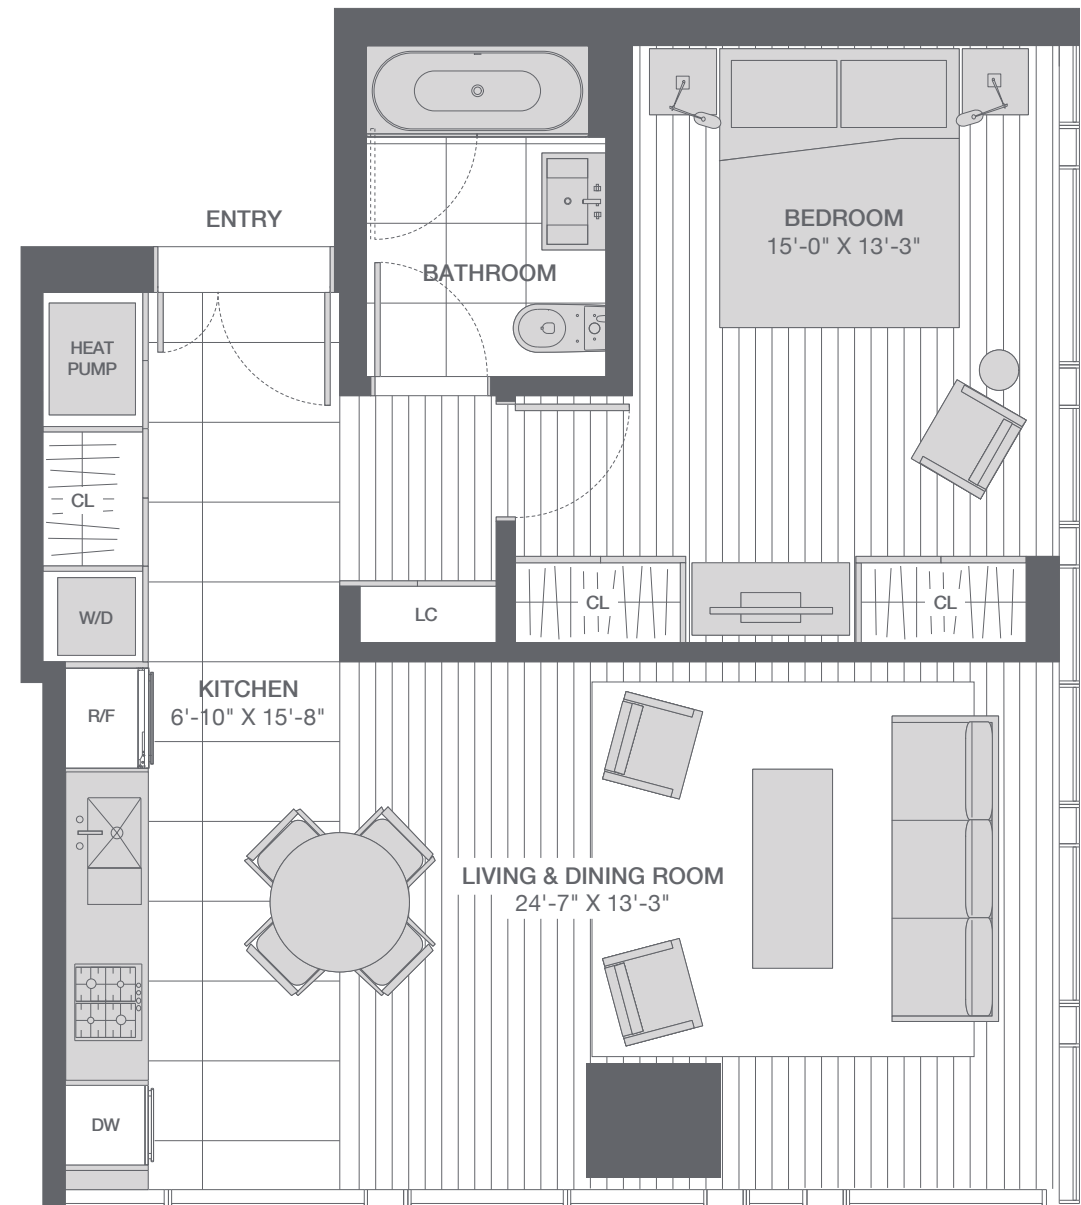 ENTRY
BEDROOM
15'-0" X 13'-3"
BATHROOM
HEAT
PUMP
CL
CL
CL
W/D
LC
KITCHEN
6'-10" X 15'-8"
R/F
LIVING & DINING ROOM
24'-7" X 13'-3"
DW